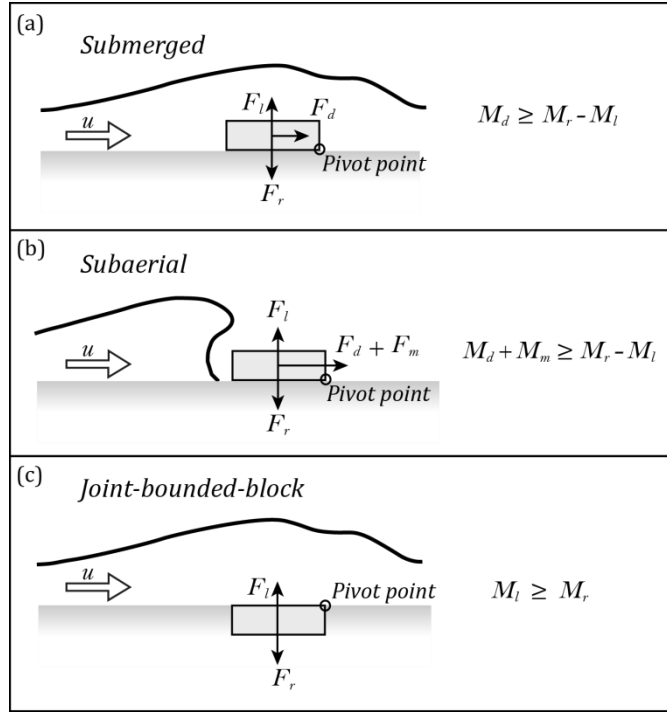 (a)
Submerged
F_l
F_d
u
M_d ≥ M_r - M_l
Pivot point
F_r
(b)
Subaerial
F_l
F_d + F_m
u
M_d + M_m ≥ M_r - M_l
Pivot point
F_r
(c)
Joint-bounded-block
u
F_l
Pivot point
M_l ≥ M_r
F_r